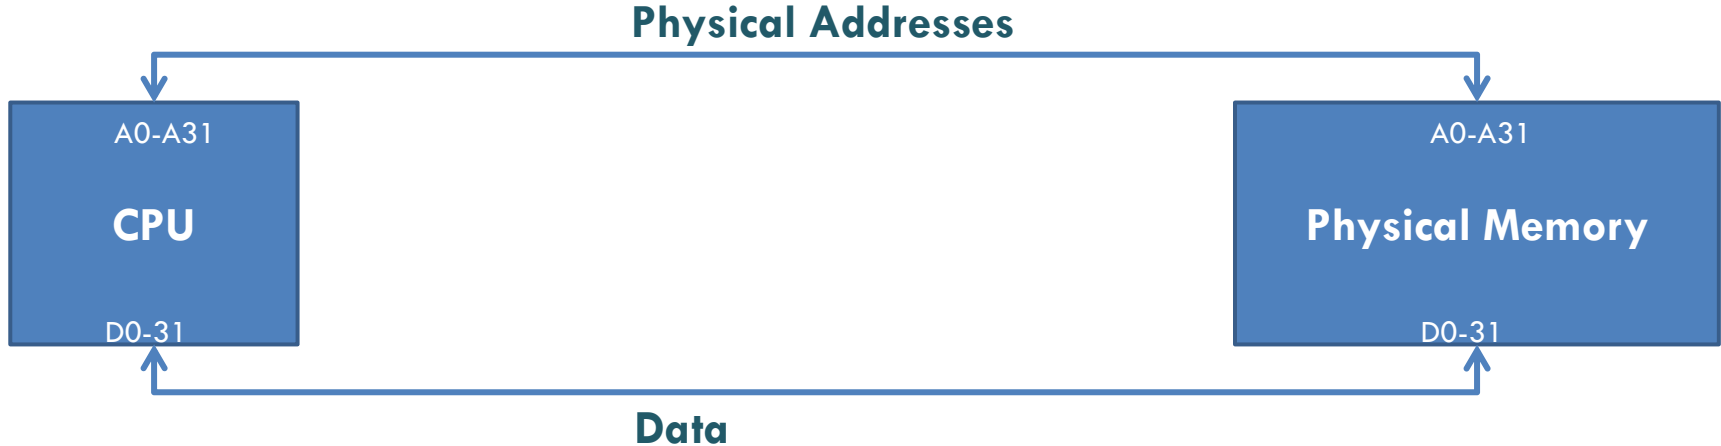 Physical Addresses
A0-A31
A0-A31
CPU
Physical Memory
D0-31
D0-31
Data